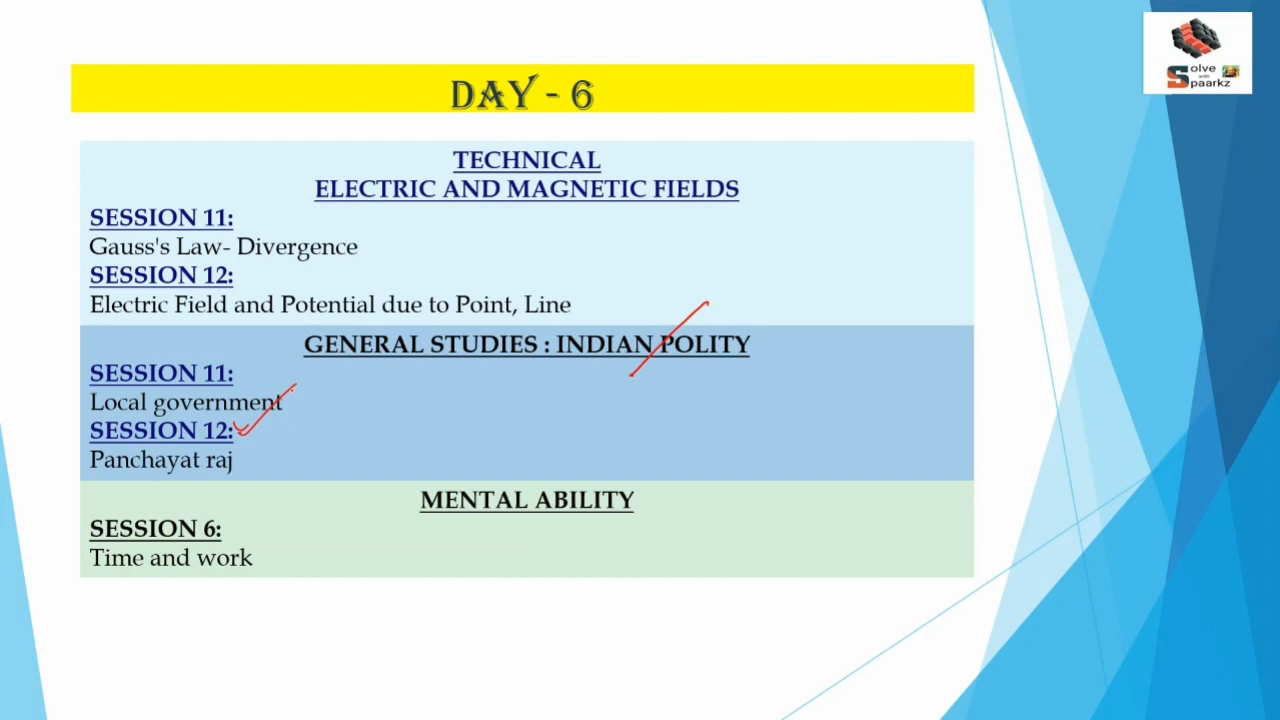 DAY - 6
Solve
with
Spaarkz
TECHNICAL
ELECTRIC AND MAGNETIC FIELDS
SESSION 11:
Gauss's Law- Divergence
SESSION 12:
Electric Field and Potential due to Point, Line
GENERAL STUDIES : INDIAN POLITY
SESSION 11:
Local government
SESSION 12:
Panchayat raj
MENTAL ABILITY
SESSION 6:
Time and work